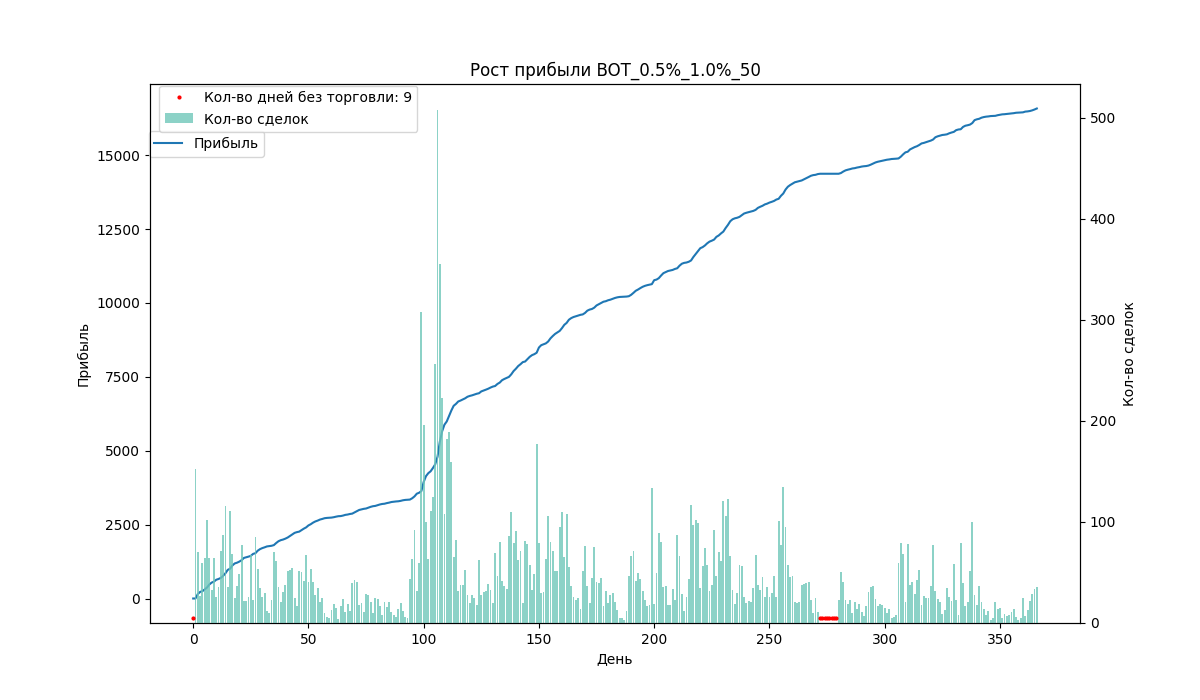 Рост прибыли BOT_0.5%_1.0%_50
Кол-во дней без торговли: 9
Кол-во сделок
Прибыль
15000
12500
10000
7500
5000
2500
0
Прибыль
500
400
300
200
100
0
Кол-во сделок
0 50 100 150 200 250 300 350
День